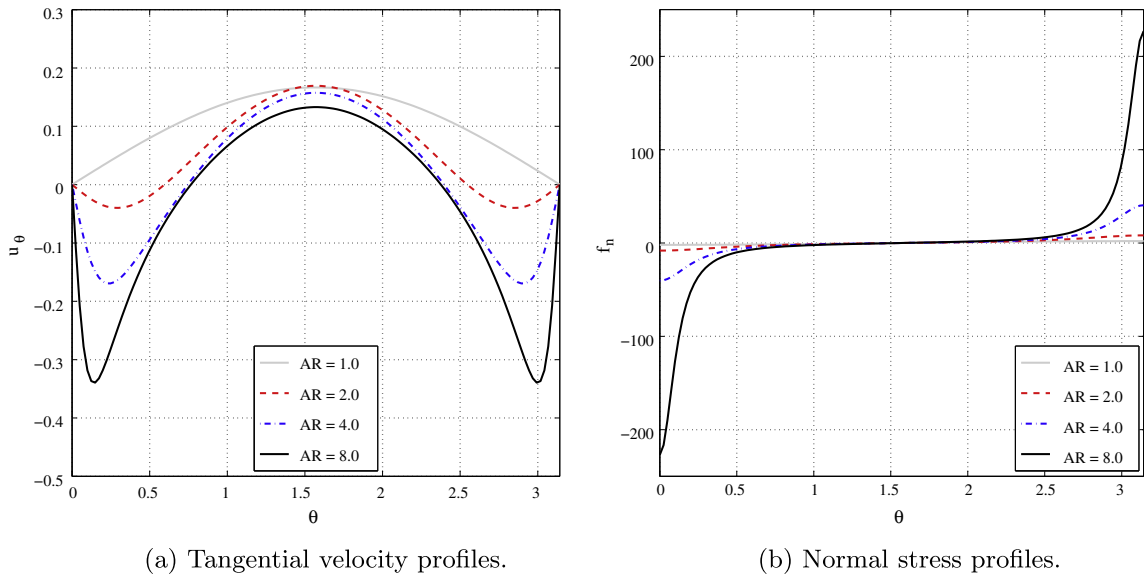 0.3
0.2
0.1
0
−0.1
−0.2
−0.3
−0.4
−0.5
u_θ
0 0.5 1 1.5 2 2.5 3
θ
AR = 1.0
AR = 2.0
AR = 4.0
AR = 8.0
(a) Tangential velocity profiles.
200
100
0
−100
−200
f_n
0 0.5 1 1.5 2 2.5 3
θ
AR = 1.0
AR = 2.0
AR = 4.0
AR = 8.0
(b) Normal stress profiles.